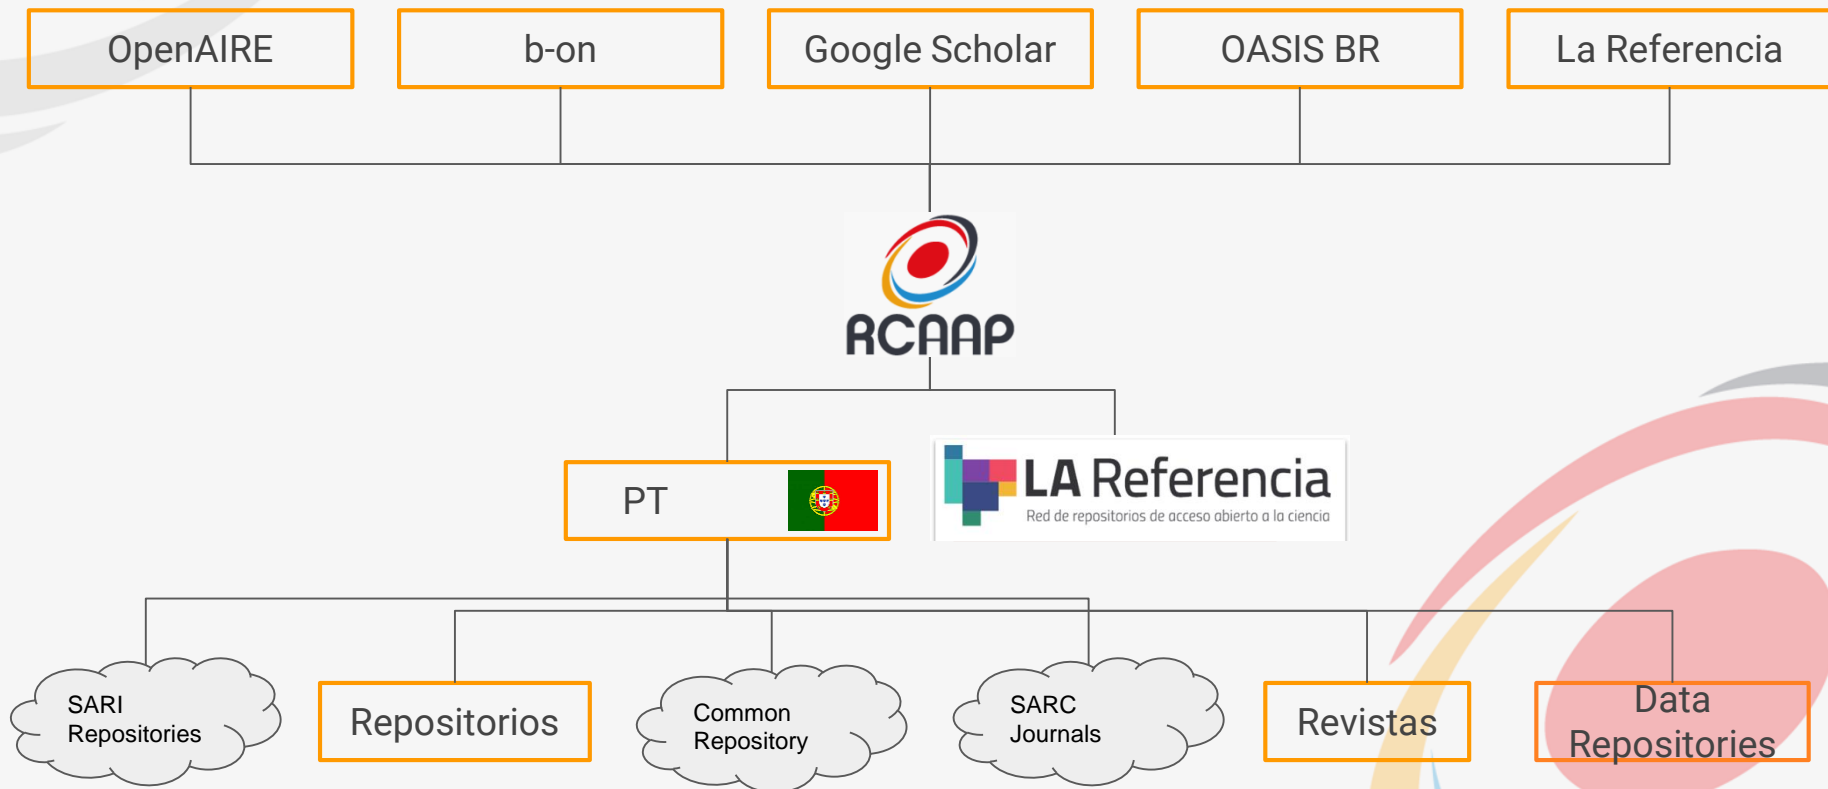 OpenAIRE
b-on
Google Scholar
OASIS BR
La Referencia
RCAAP
PT
LA Referencia
Red de repositorios de acceso abierto a la ciencia
SARI
Repositories
Repositorios
Common
Repository
SARC
Journals
Revistas
Data
Repositories